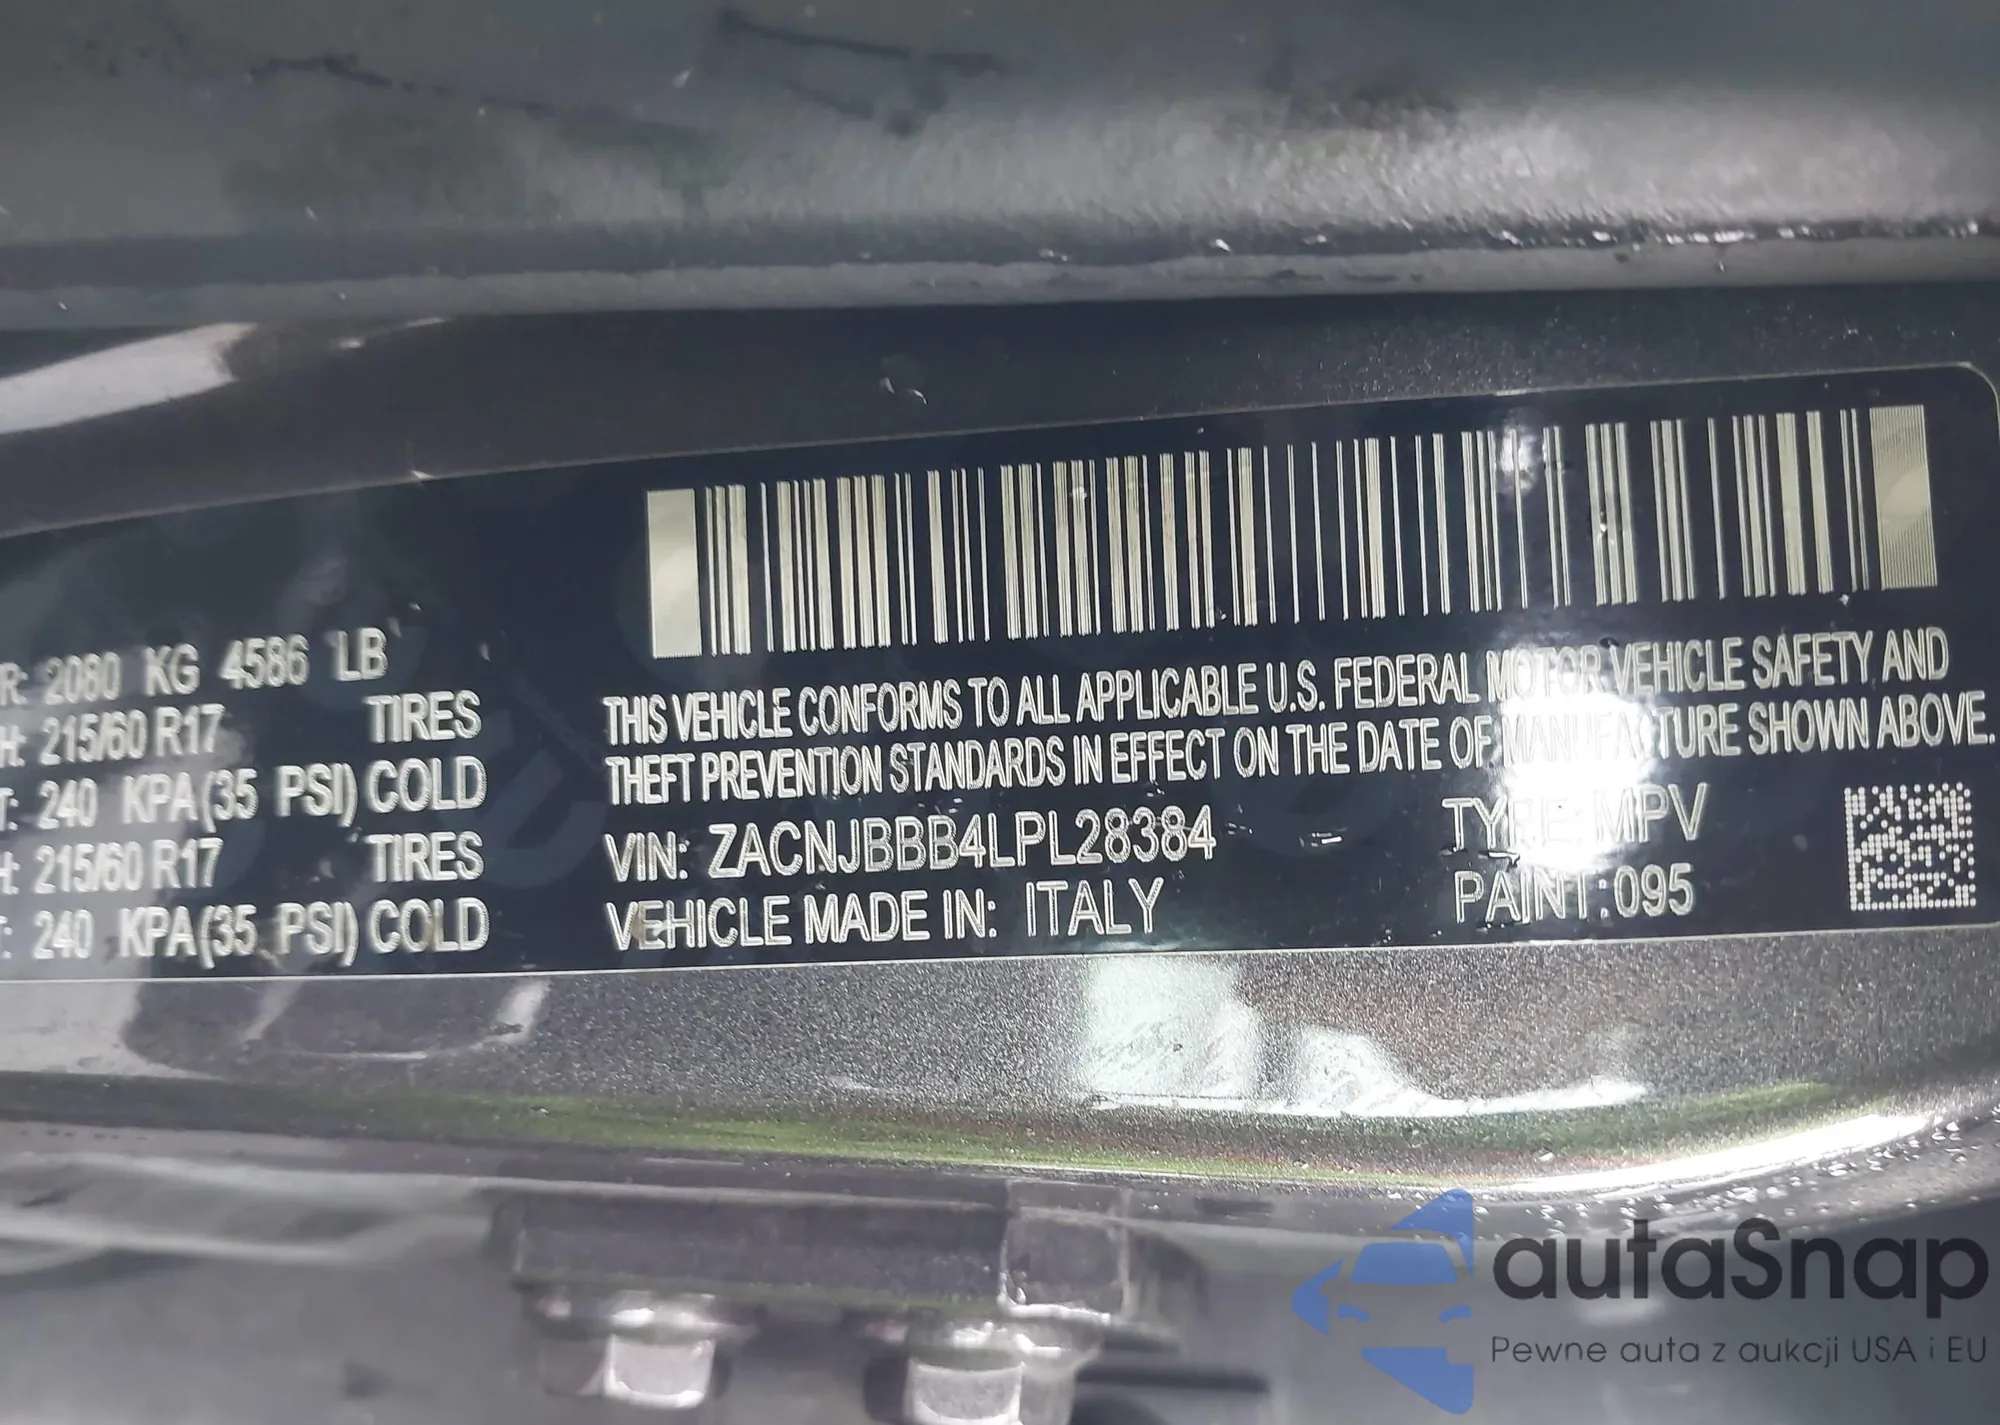 R: 2080 KG 4586 LB
H: 215/60 R17 TIRES
T: 240 KPA(35 PSI) COLD
H: 215/60 R17 TIRES
T: 240 KPA(35 PSI) COLD
THIS VEHICLE CONFORMS TO ALL APPLICABLE U.S. FEDERAL MOTOR VEHICLE SAFETY AND
THEFT PREVENTION STANDARDS IN EFFECT ON THE DATE OF MANUFACTURE SHOWN ABOVE.
VIN: ZACNJBBB4LPL28384 TYPE: MPV
VEHICLE MADE IN: ITALY PAINT: 095
autaSnap
Pewne auta z aukcji USA i EU